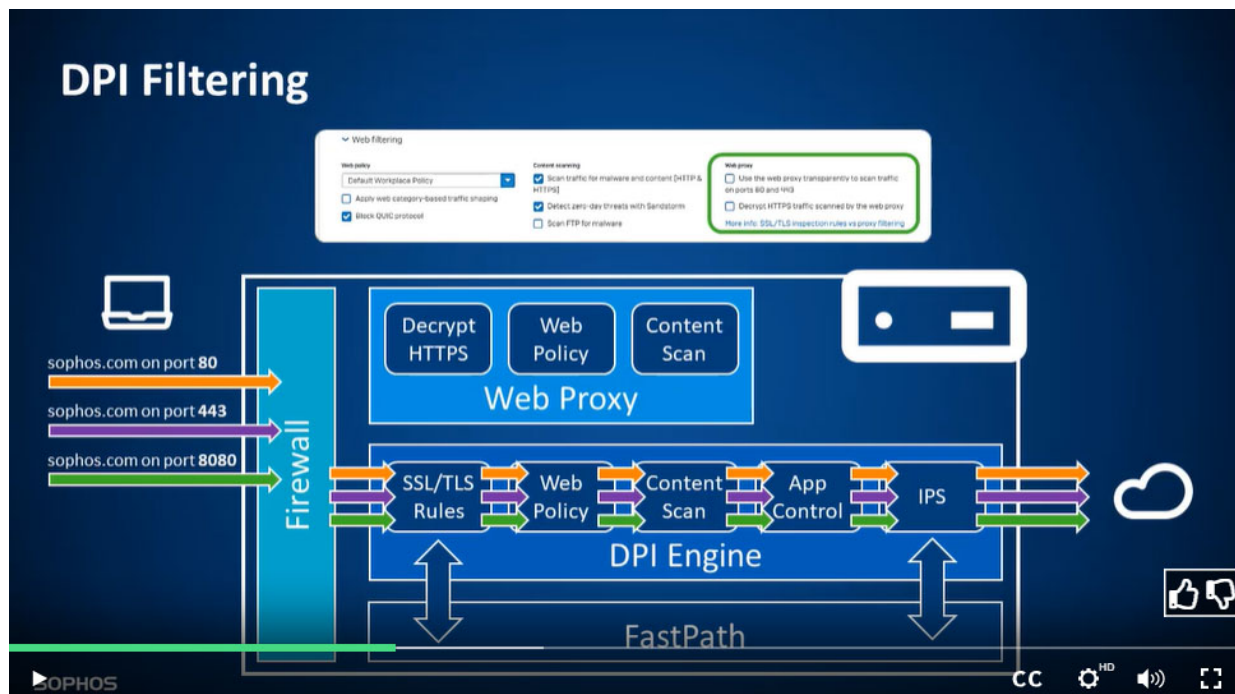 DPI Filtering
Web filtering
Web policy
Default Workplace Policy
Apply web category-based traffic shaping
Block QUIC protocol
Content scanning
Scan traffic for malware and content [HTTP &
HTTPS]
Detect zero-day threats with Sandstorm
Scan FTP for malware
Web proxy
Use the web proxy transparently to scan traffic
on ports 80 and 443
Decrypt HTTPS traffic scanned by the web proxy
More info: SSL/TLS inspection rules vs proxy filtering
sophos.com on port 80
sophos.com on port 443
sophos.com on port 8080
Firewall
Decrypt
HTTPS
Web
Policy
Content
Scan
Web Proxy
SSL/TLS
Rules
Web
Policy
Content
Scan
App
Control
IPS
DPI Engine
FastPath
SOPHOS
CC
HD